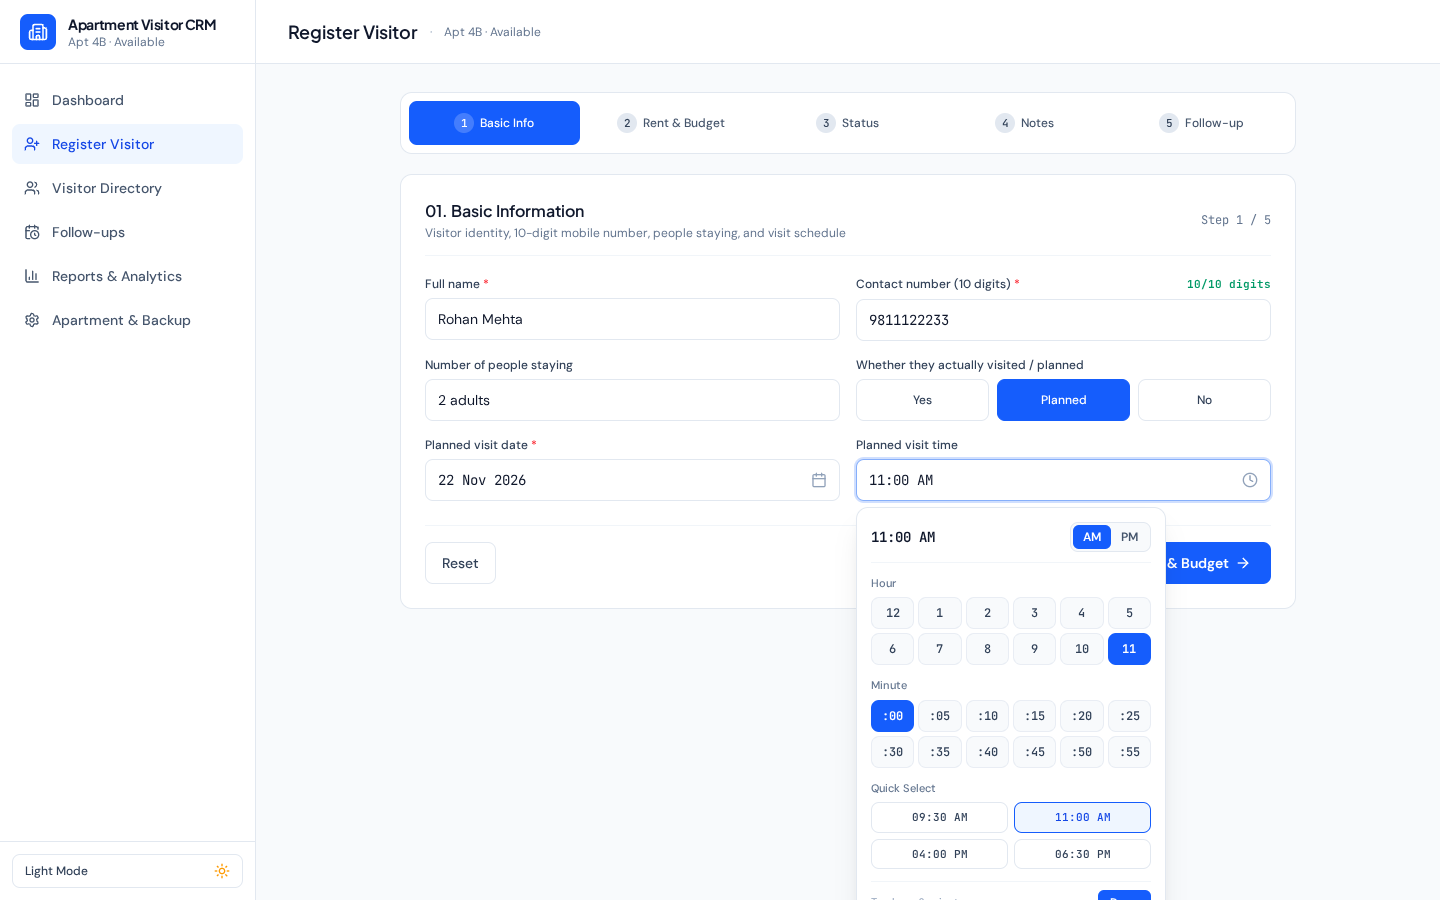 Apartment Visitor CRM
Apt 4B · Available
Dashboard
Register Visitor
Visitor Directory
Follow-ups
Reports & Analytics
Apartment & Backup
Light Mode
Register Visitor · Apt 4B · Available
1 Basic Info
2 Rent & Budget
3 Status
4 Notes
5 Follow-up
01. Basic Information
Visitor identity, 10-digit mobile number, people staying, and visit schedule
Step 1 / 5
Full name *
Rohan Mehta
Contact number (10 digits) *
10/10 digits
9811122233
Number of people staying
2 adults
Whether they actually visited / planned
Yes
Planned
No
Planned visit date *
22 Nov 2026
Planned visit time
11:00 AM
Reset
& Budget
11:00 AM
AM PM
Hour
12 1 2 3 4 5
6 7 8 9 10 11
Minute
:00 :05 :10 :15 :20 :25
:30 :35 :40 :45 :50 :55
Quick Select
09:30 AM 11:00 AM
04:00 PM 06:30 PM